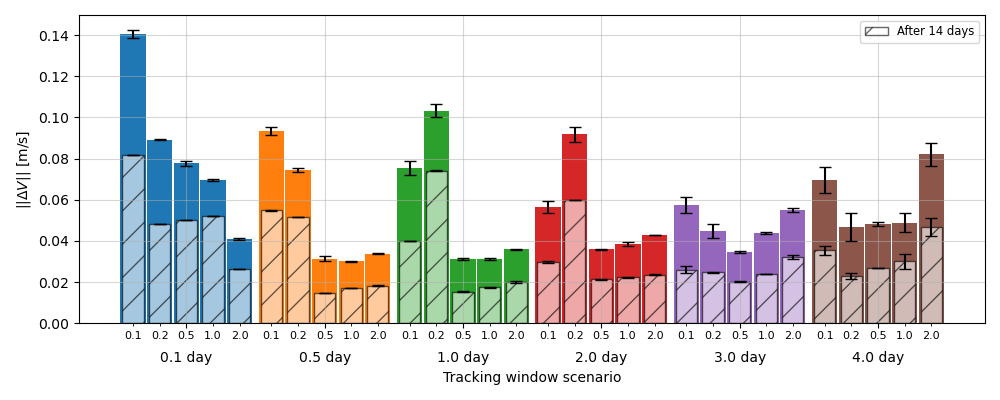 After 14 days
||ΔV|| [m/s]
0.14
0.12
0.10
0.08
0.06
0.04
0.02
0.00
0.1 0.2 0.5 1.0 2.0 0.1 0.2 0.5 1.0 2.0 0.1 0.2 0.5 1.0 2.0 0.1 0.2 0.5 1.0 2.0 0.1 0.2 0.5 1.0 2.0 0.1 0.2 0.5 1.0 2.0
0.1 day 0.5 day 1.0 day 2.0 day 3.0 day 4.0 day
Tracking window scenario